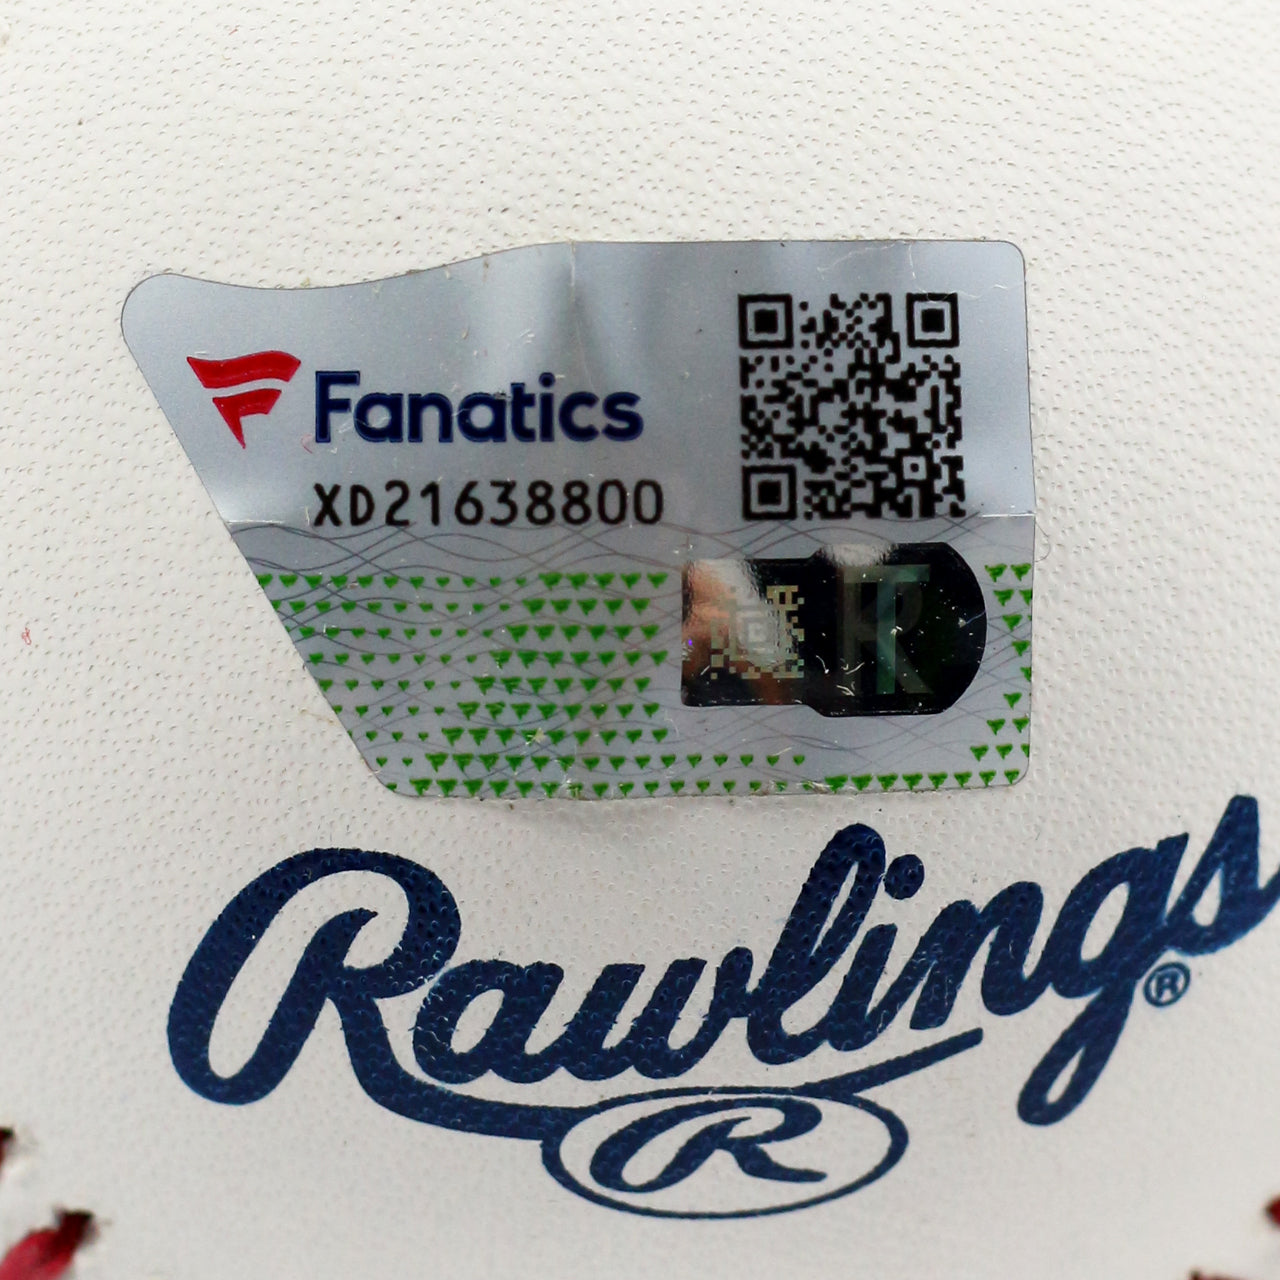 Fanatics
XD21638800
R
Rawlings
®
R